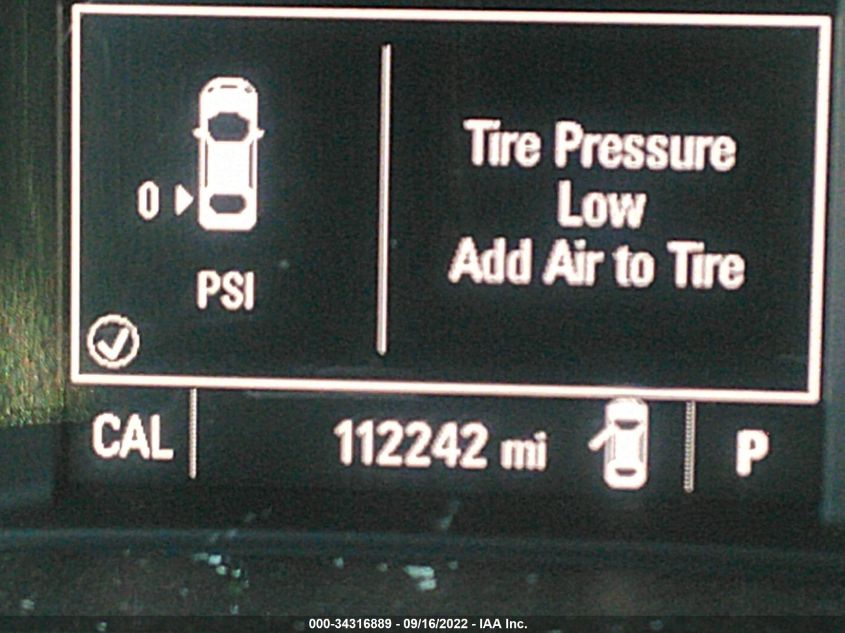 Tire Pressure
Low
Add Air to Tire
0
PSI
CAL
112242 mi
P
000-34316889 - 09/16/2022 - IAA Inc.